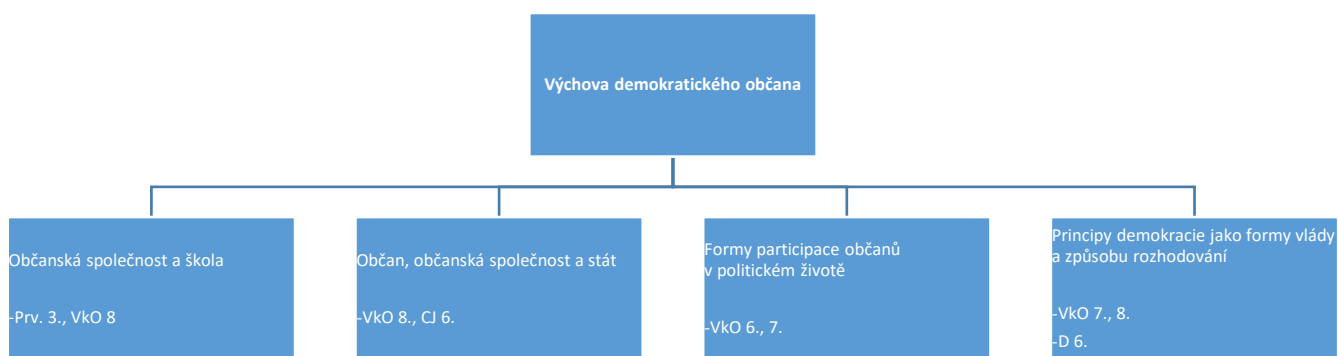 Výchova demokratického občana
Občanská společnost a škola
-Prv. 3., VkO 8
Občan, občanská společnost a stát
-VkO 8., CJ 6.
Formy participace občanů
v politickém životě
-VkO 6., 7.
Principy demokracie jako formy vlády
a způsobu rozhodování
-VkO 7., 8.
-D 6.